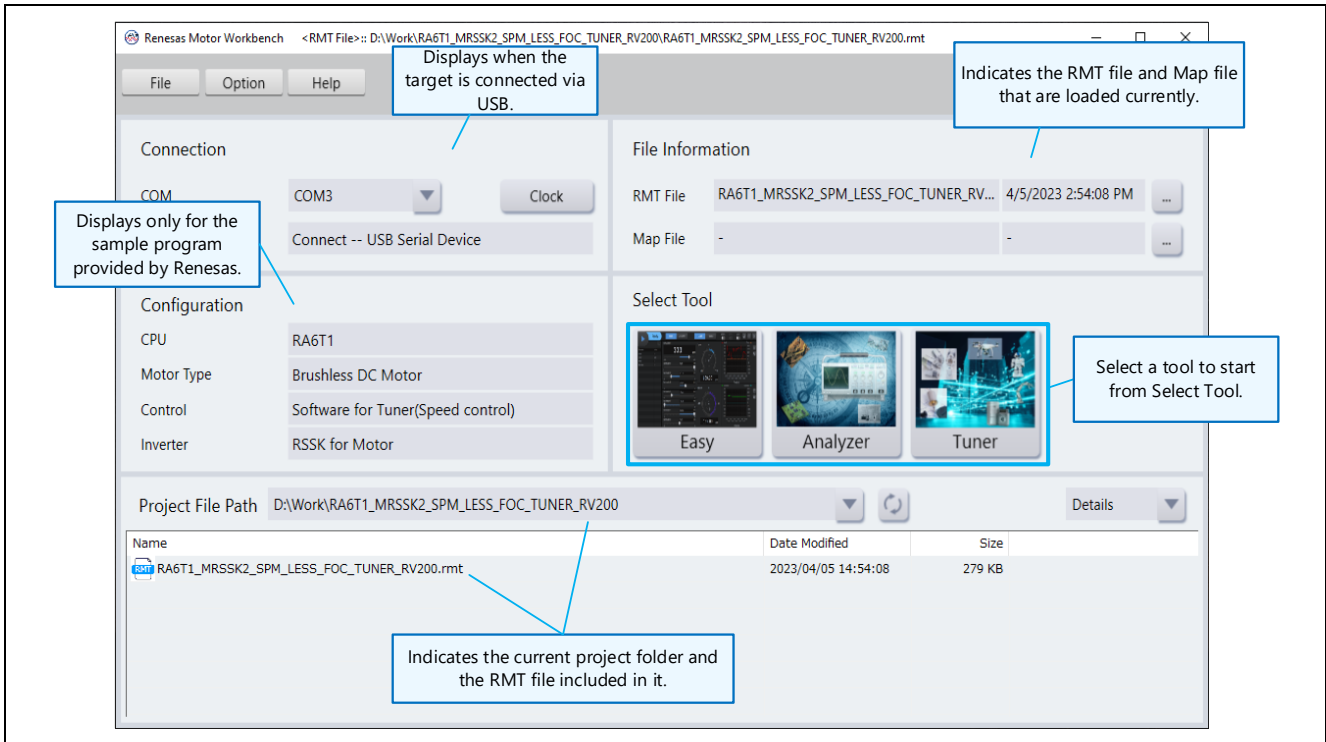 Renesas Motor Workbench <RMT File>:: D:\Work\RA6T1_MRSSK2_SPM_LESS_FOC_TUNER_RV200\RA6T1_MRSSK2_SPM_LESS_FOC_TUNER_RV200.rmt
File Option Help
Displays when the
target is connected via
USB.
Indicates the RMT file and Map file
that are loaded currently.
Connection
COM COM3 Clock
Connect -- USB Serial Device
Displays only for the
sample program
provided by Renesas.
File Information
RMT File RA6T1_MRSSK2_SPM_LESS_FOC_TUNER_RV... 4/5/2023 2:54:08 PM ...
Map File - - ...
Configuration
CPU RA6T1
Motor Type Brushless DC Motor
Control Software for Tuner(Speed control)
Inverter RSSK for Motor
Select Tool
Easy Analyzer Tuner
Select a tool to start
from Select Tool.
Project File Path D:\Work\RA6T1_MRSSK2_SPM_LESS_FOC_TUNER_RV200 Details
Name Date Modified Size
RMT RA6T1_MRSSK2_SPM_LESS_FOC_TUNER_RV200.rmt 2023/04/05 14:54:08 279 KB
Indicates the current project folder and
the RMT file included in it.